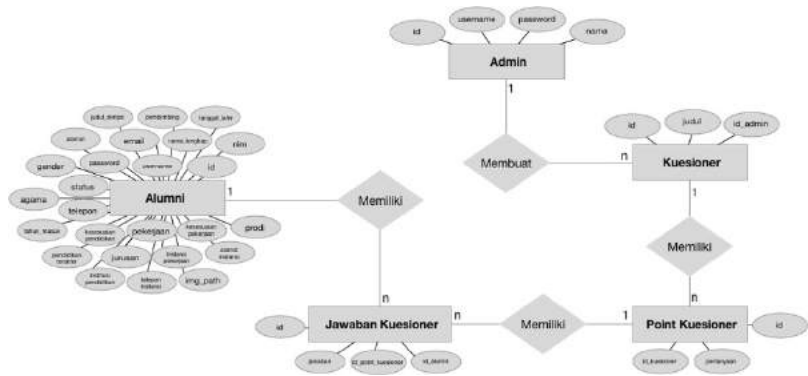 username
password
id
nama
Admin
1
judul_skripsi
pembimbing
tanggal_lahir
alamat
email
nama_lengkap
nim
gender
password
username
id
status
Alumni
1
Memiliki
agama
telepon
tahun_masuk
pekerjaan
prodi
jurusan
img_path
Membuat
n
id
judul
id_admin
Kuesioner
1
Memiliki
n
n
id
Jawaban Kuesioner
n
Memiliki
1
Point Kuesioner
id
jawaban
id_point_kuesioner
id_alumni
id_kuesioner
pertanyaan